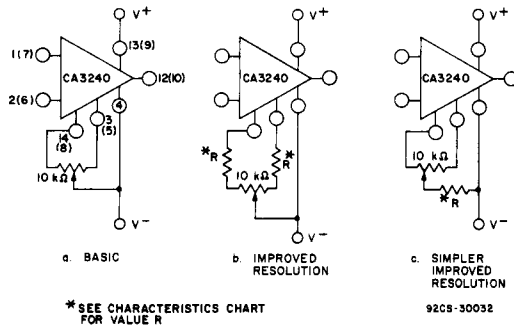 V+ V+ V+
1(7) 13(9)
CA3240 CA3240 CA3240
12(10)
2(6) 4
3
(5)
14
(8)
*R R*
10 kΩ 10 kΩ 10 kΩ
*R
V- V- V-
a. BASIC
b. IMPROVED
RESOLUTION
c. SIMPLER
IMPROVED
RESOLUTION
*SEE CHARACTERISTICS CHART
FOR VALUE R
92CS-30032